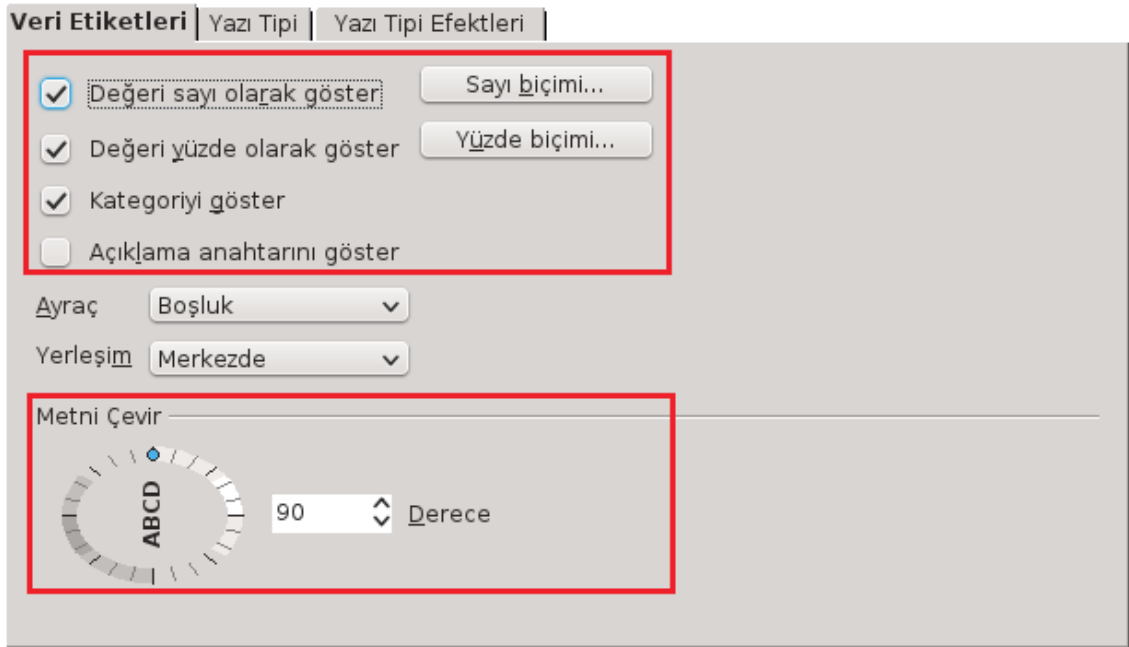 Veri Etiketleri Yazı Tipi Yazı Tipi Efektleri
Değeri sayı olarak göster Sayı biçimi...
Değeri yüzde olarak göster Yüzde biçimi...
Kategoriyi göster
Açıklama anahtarını göster
Ayraç Boşluk
Yerleşim Merkezde
Metni Çevir
ABCD 90 Derece